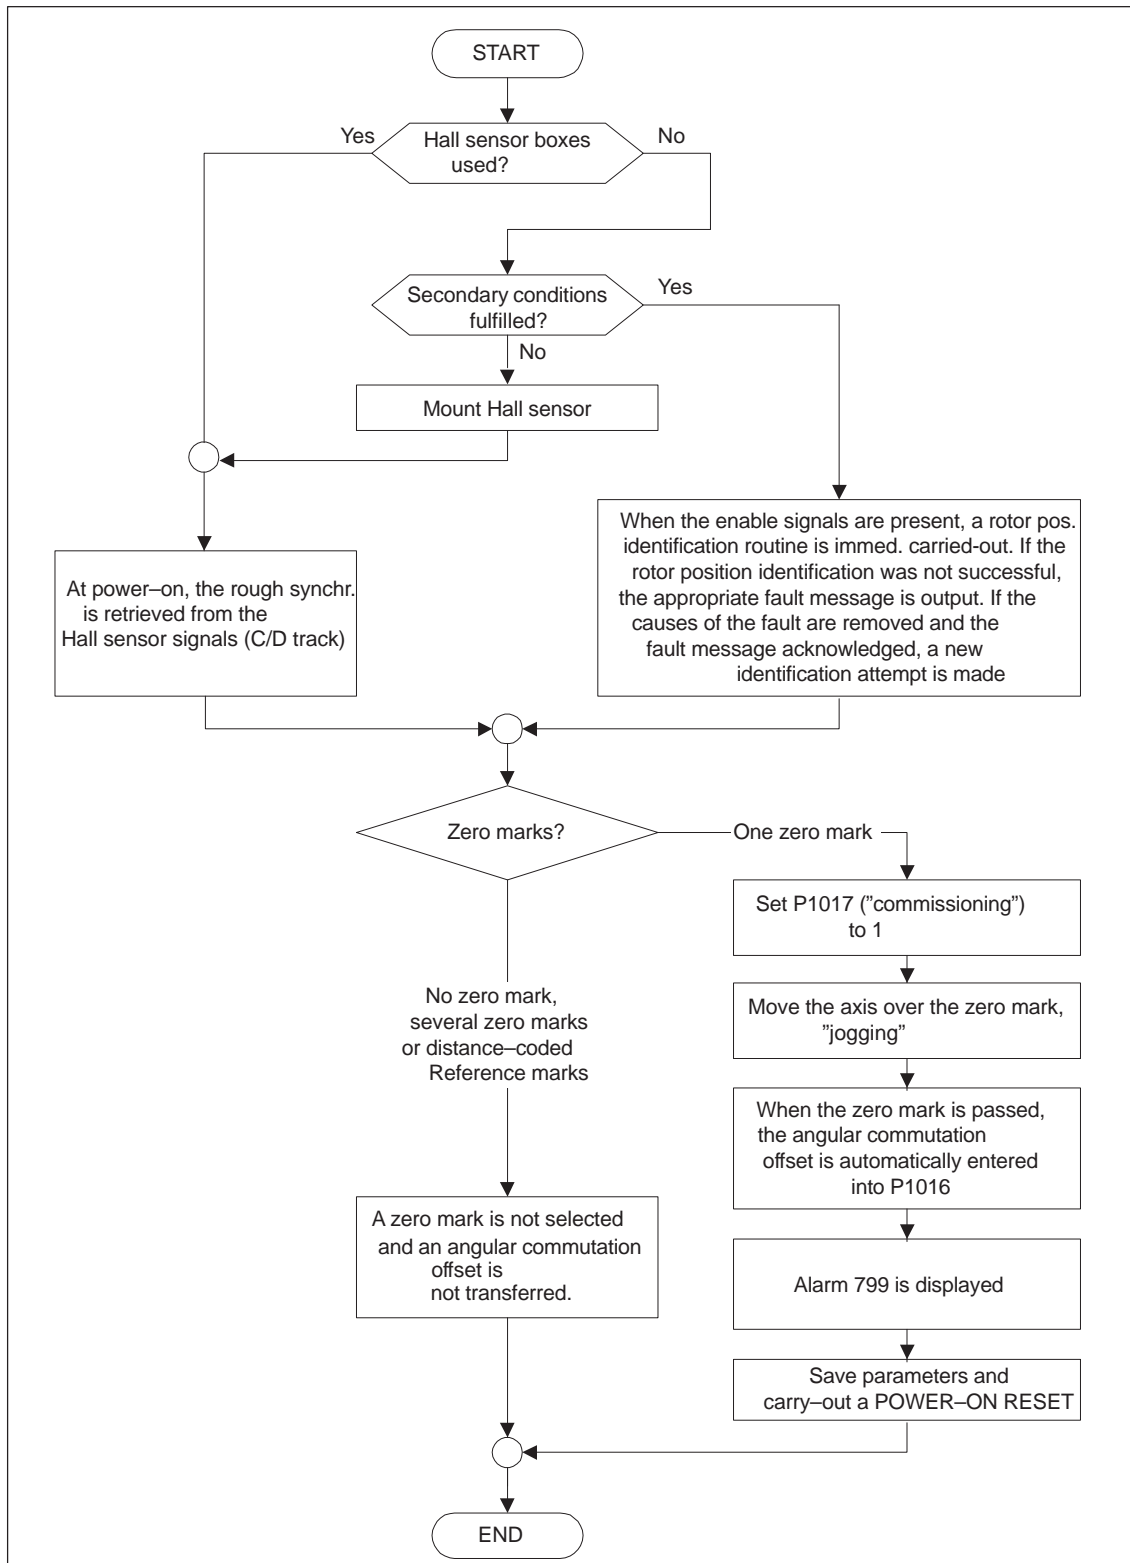 START
Yes
Hall sensor boxes
used?
No
Secondary conditions
fulfilled?
Yes
No
Mount Hall sensor
At power–on, the rough synchr.
is retrieved from the
Hall sensor signals (C/D track)
When the enable signals are present, a rotor pos.
identification routine is immed. carried-out. If the
rotor position identification was not successful,
the appropriate fault message is output. If the
causes of the fault are removed and the
fault message acknowledged, a new
identification attempt is made
Zero marks?
One zero mark
Set P1017 (”commissioning”)
to 1
Move the axis over the zero mark,
”jogging”
When the zero mark is passed,
the angular commutation
offset is automatically entered
into P1016
Alarm 799 is displayed
Save parameters and
carry–out a POWER–ON RESET
No zero mark,
several zero marks
or distance–coded
Reference marks
A zero mark is not selected
and an angular commutation
offset is
not transferred.
END